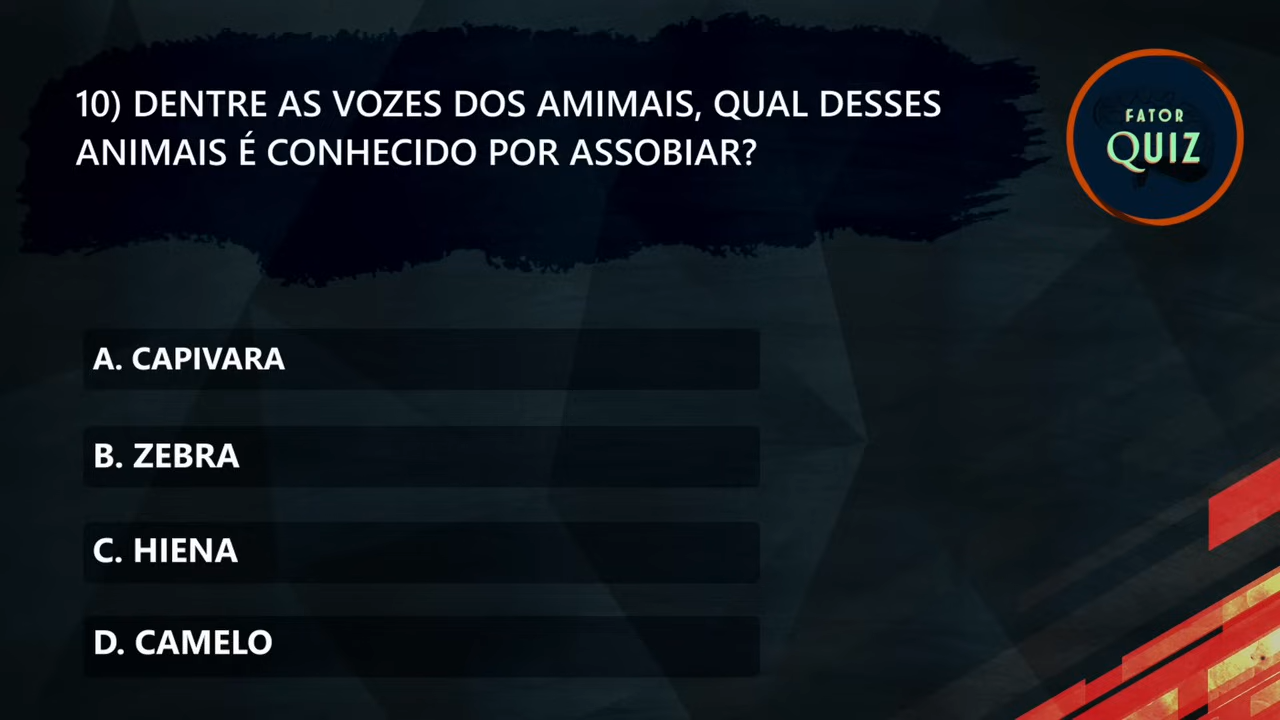 10) DENTRE AS VOZES DOS AMIMAIS, QUAL DESSES
ANIMAIS É CONHECIDO POR ASSOBIAR?
FATOR
QUIZ
A. CAPIVARA
B. ZEBRA
C. HIENA
D. CAMELO